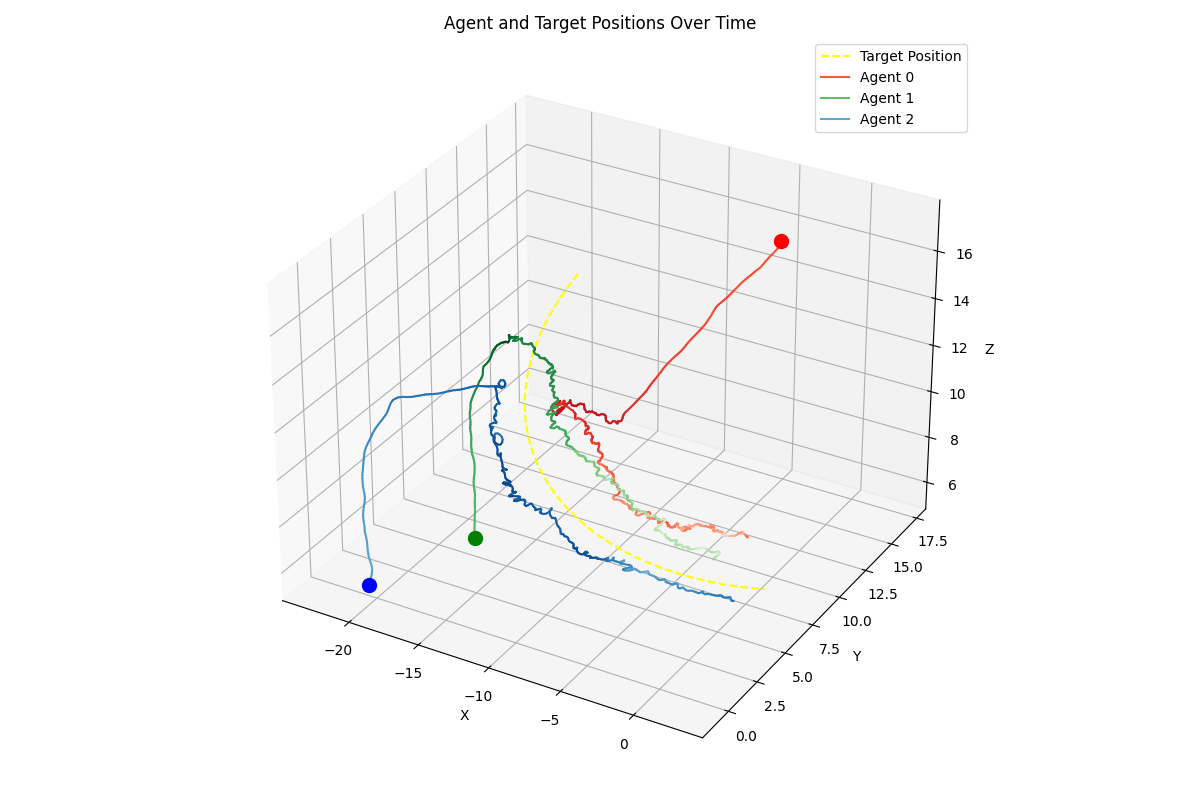 Agent and Target Positions Over Time
Target Position
Agent 0
Agent 1
Agent 2
16
14
12
10
8
6
Z
17.5
15.0
12.5
10.0
7.5
5.0
2.5
0.0
Y
−20
−15
−10
−5
0
X